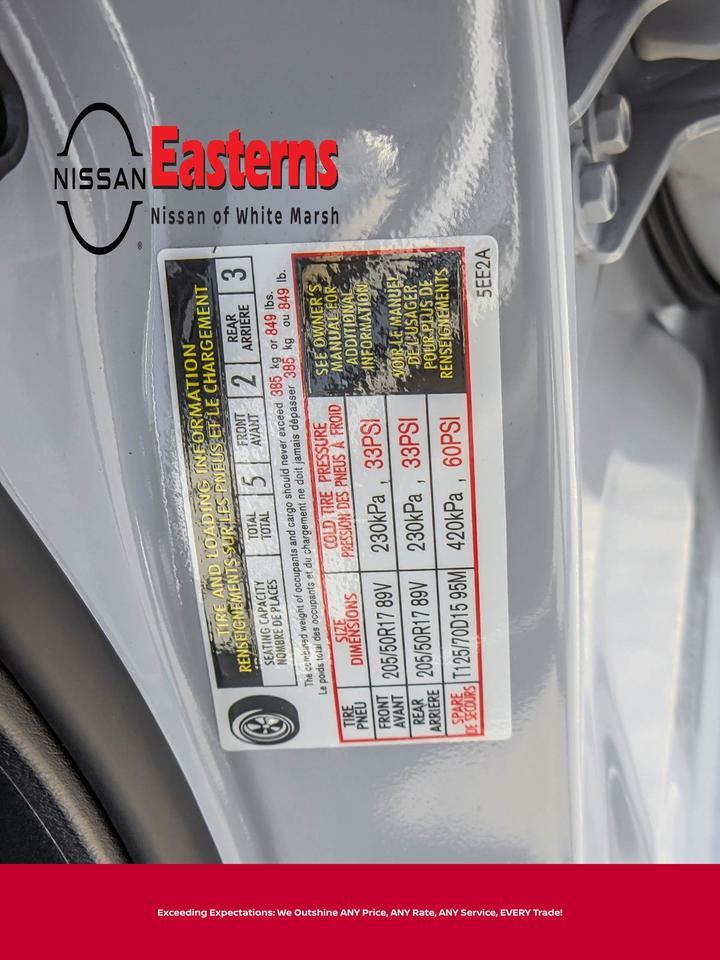 NISSAN
Easterns
Nissan of White Marsh
®
TIRE AND LOADING INFORMATION
RENSEIGNEMENTS SUR LES PNEUS ET LE CHARGEMENT
SEATING CAPACITY TOTAL 5 FRONT 2 REAR 3
NOMBRE DE PLACES TOTAL AVANT ARRIÈRE
The combined weight of occupants and cargo should never exceed 385 kg or 849 lbs.
Le poids total des occupants et du chargement ne doit jamais dépasser 385 kg ou 849 lb.
TIRE SIZE COLD TIRE PRESSURE
PNEU DIMENSIONS PRESSION DES PNEUS À FROID
FRONT 205/50R17 89V 230kPa , 33PSI
AVANT
REAR 205/50R17 89V 230kPa , 33PSI
ARRIÈRE
SPARE T125/70D15 95M 420kPa , 60PSI
DE SECOURS
SEE OWNER'S
MANUAL FOR
ADDITIONAL
INFORMATION
VOIR LE MANUEL
DE L'USAGER
POUR PLUS DE
RENSEIGNEMENTS
5EE2A
Exceeding Expectations: We Outshine ANY Price, ANY Rate, ANY Service, EVERY Trade!